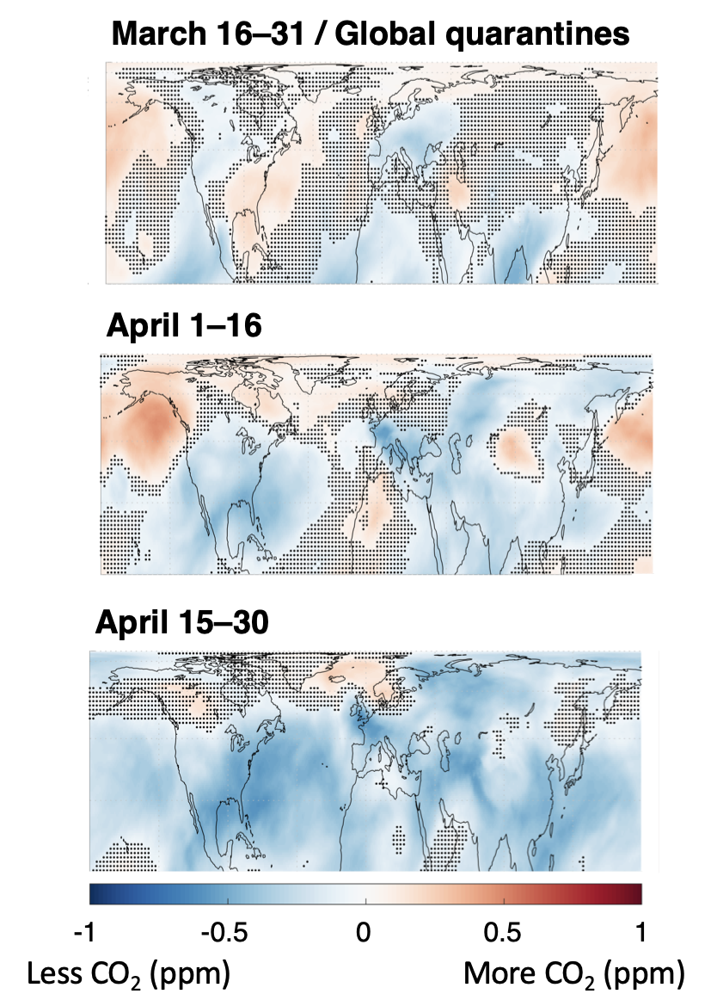 March 16–31 / Global quarantines
April 1–16
April 15–30
-1 -0.5 0 0.5 1
Less CO₂ (ppm) More CO₂ (ppm)